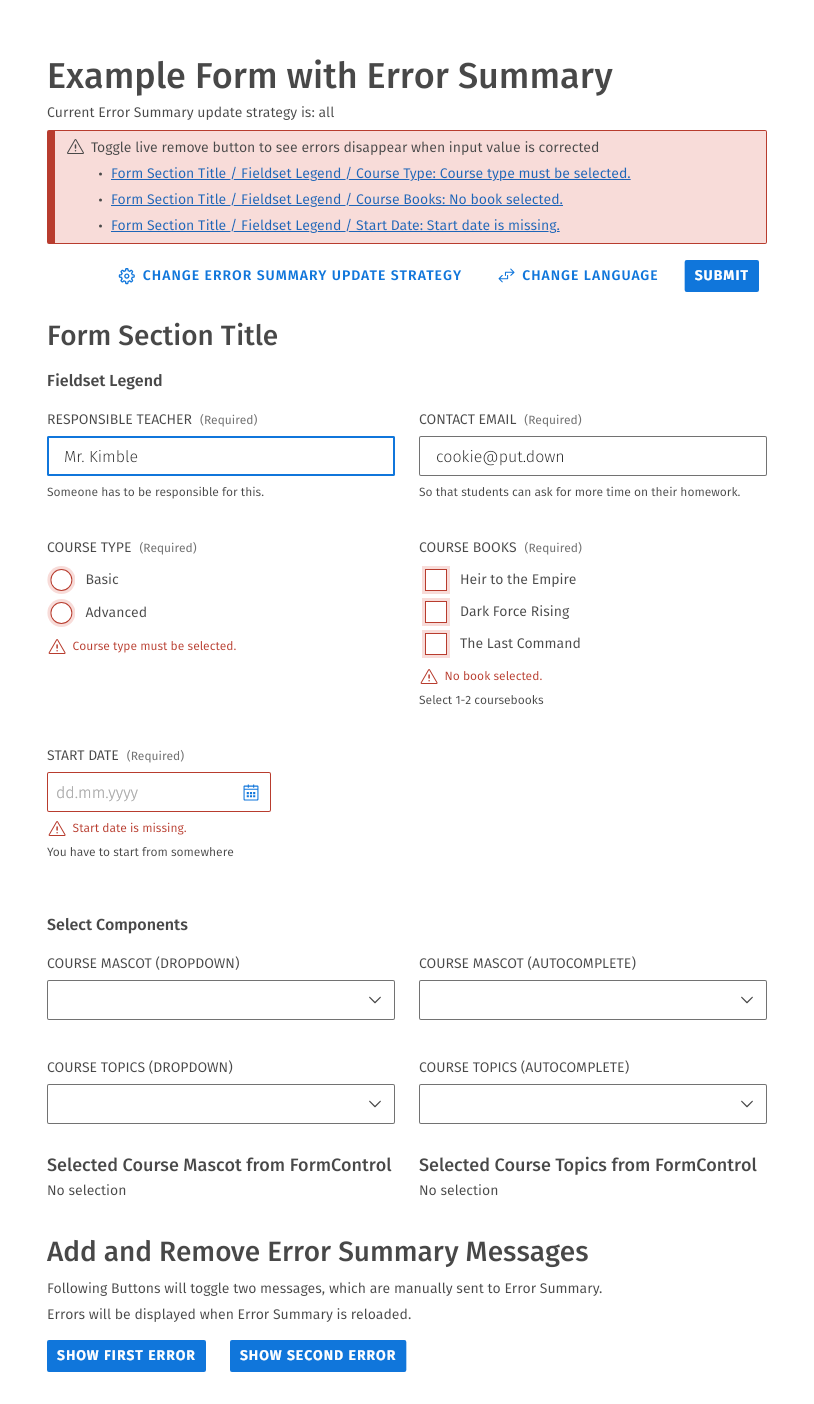 Example Form with Error Summary
Current Error Summary update strategy is: all
Toggle live remove button to see errors disappear when input value is corrected
• Form Section Title / Fieldset Legend / Course Type: Course type must be selected.
• Form Section Title / Fieldset Legend / Course Books: No book selected.
• Form Section Title / Fieldset Legend / Start Date: Start date is missing.
CHANGE ERROR SUMMARY UPDATE STRATEGY CHANGE LANGUAGE SUBMIT
Form Section Title
Fieldset Legend
RESPONSIBLE TEACHER (Required)
Mr. Kimble
Someone has to be responsible for this.
CONTACT EMAIL (Required)
cookie@put.down
So that students can ask for more time on their homework.
COURSE TYPE (Required)
Basic
Advanced
Course type must be selected.
COURSE BOOKS (Required)
Heir to the Empire
Dark Force Rising
The Last Command
No book selected.
Select 1-2 coursebooks
START DATE (Required)
dd.mm.yyyy
Start date is missing.
You have to start from somewhere
Select Components
COURSE MASCOT (DROPDOWN)
COURSE MASCOT (AUTOCOMPLETE)
COURSE TOPICS (DROPDOWN)
COURSE TOPICS (AUTOCOMPLETE)
Selected Course Mascot from FormControl
No selection
Selected Course Topics from FormControl
No selection
Add and Remove Error Summary Messages
Following Buttons will toggle two messages, which are manually sent to Error Summary.
Errors will be displayed when Error Summary is reloaded.
SHOW FIRST ERROR SHOW SECOND ERROR